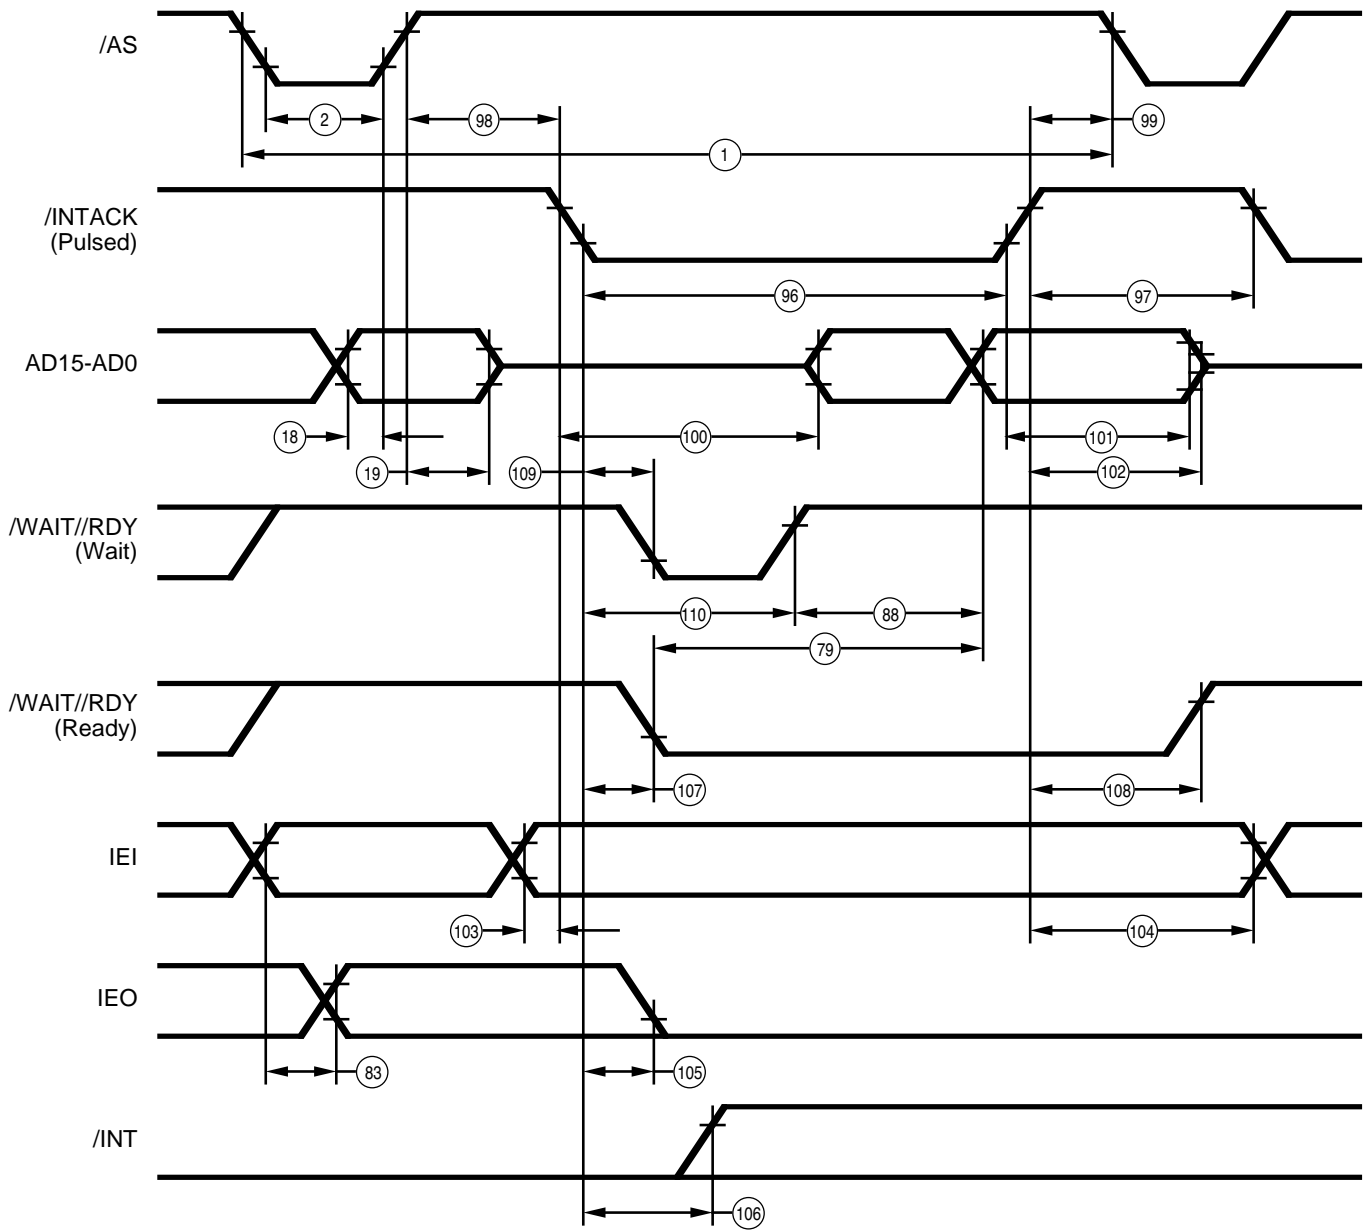 /AS
2
98
99
1
/INTACK
(Pulsed)
96
97
AD15-AD0
18
100
101
19
109
102
/WAIT//RDY
(Wait)
110
88
79
/WAIT//RDY
(Ready)
107
108
IEI
103
104
IEO
83
105
/INT
106